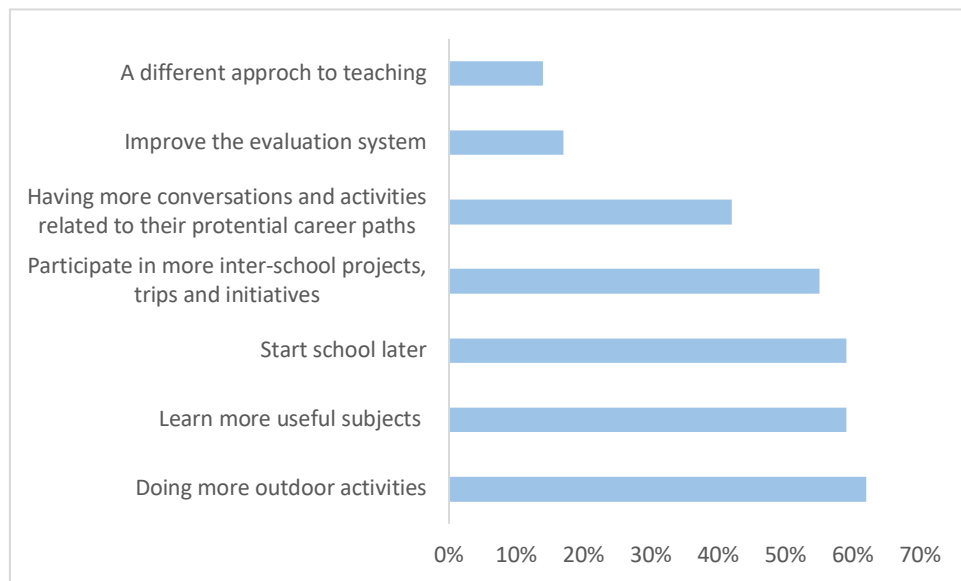 A different approch to teaching
Improve the evaluation system
Having more conversations and activities
related to their protential career paths
Participate in more inter-school projects,
trips and initiatives
Start school later
Learn more useful subjects
Doing more outdoor activities
0% 10% 20% 30% 40% 50% 60% 70%